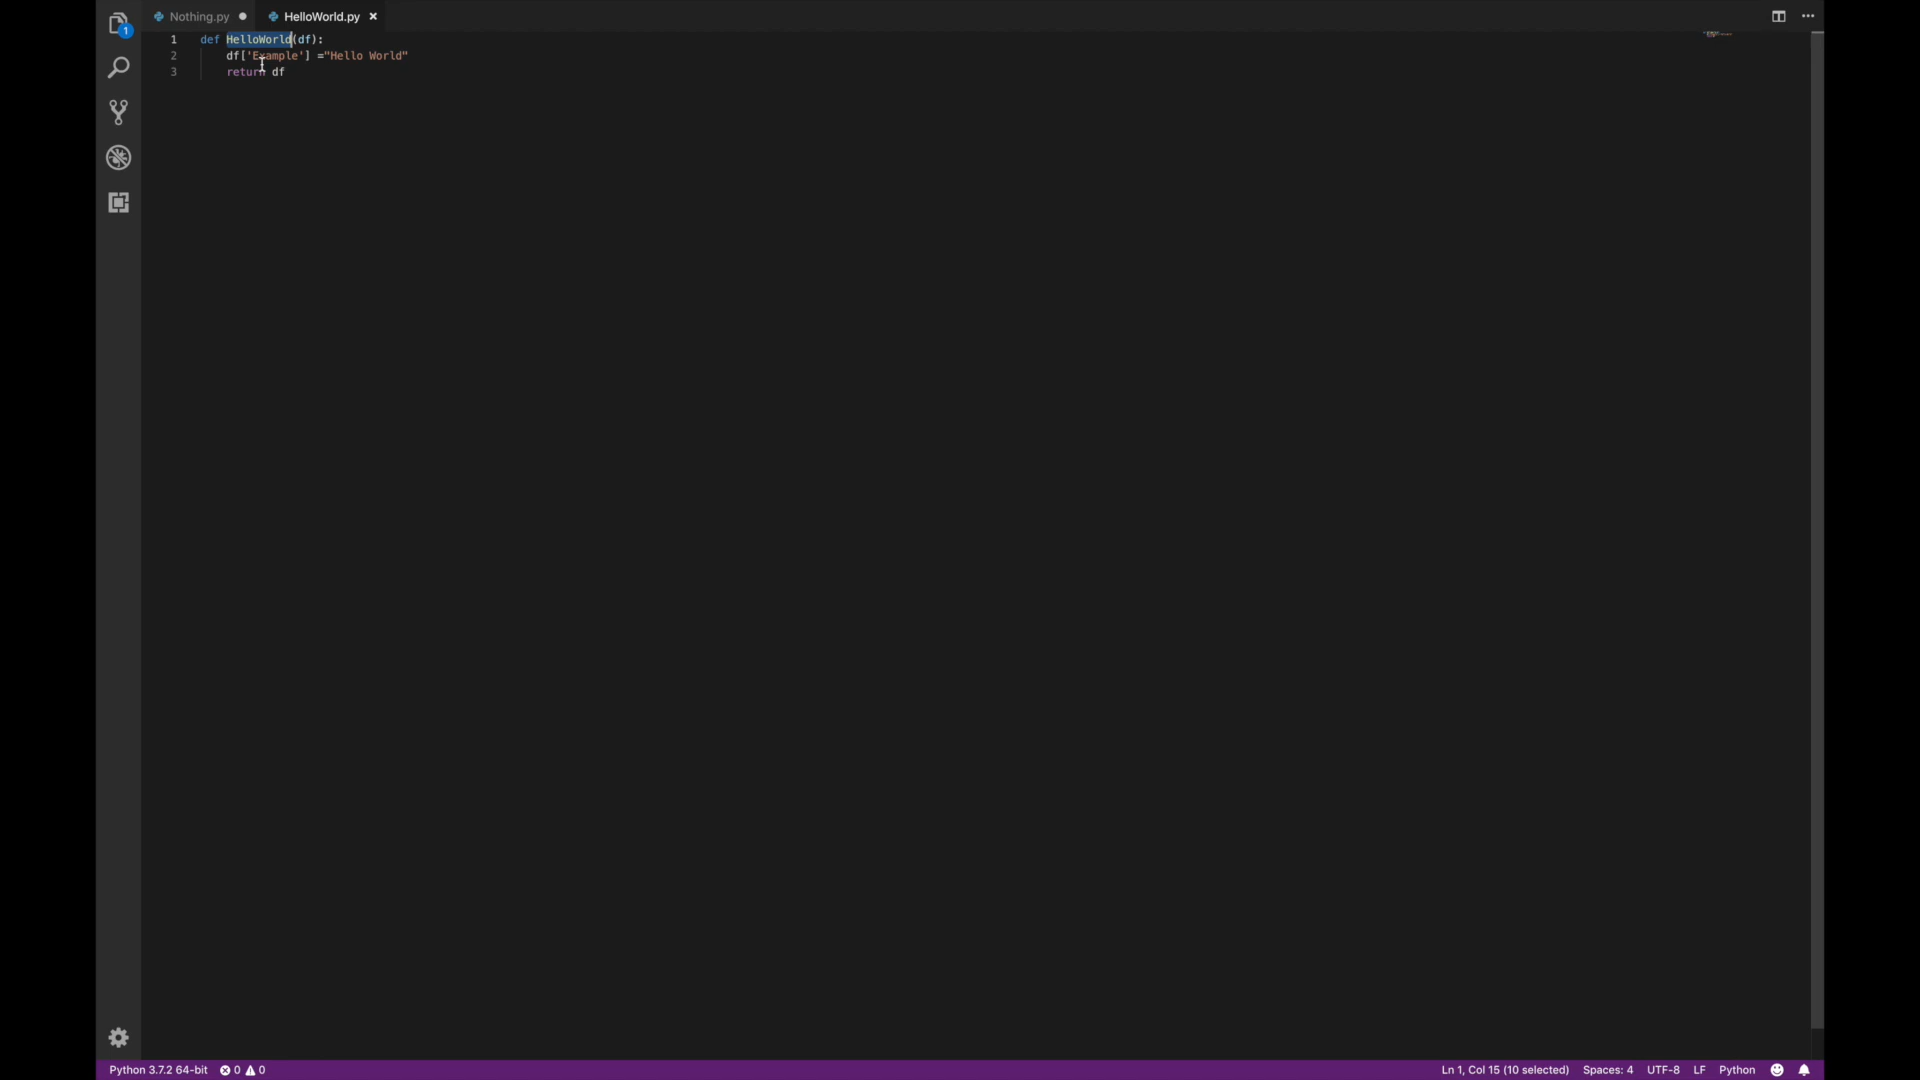 1
Nothing.py
HelloWorld.py
1 def HelloWorld(df):
2 df['Example'] ="Hello World"
3 return df
Python 3.7.2 64-bit 0 0
Ln 1, Col 15 (10 selected) Spaces: 4 UTF-8 LF Python